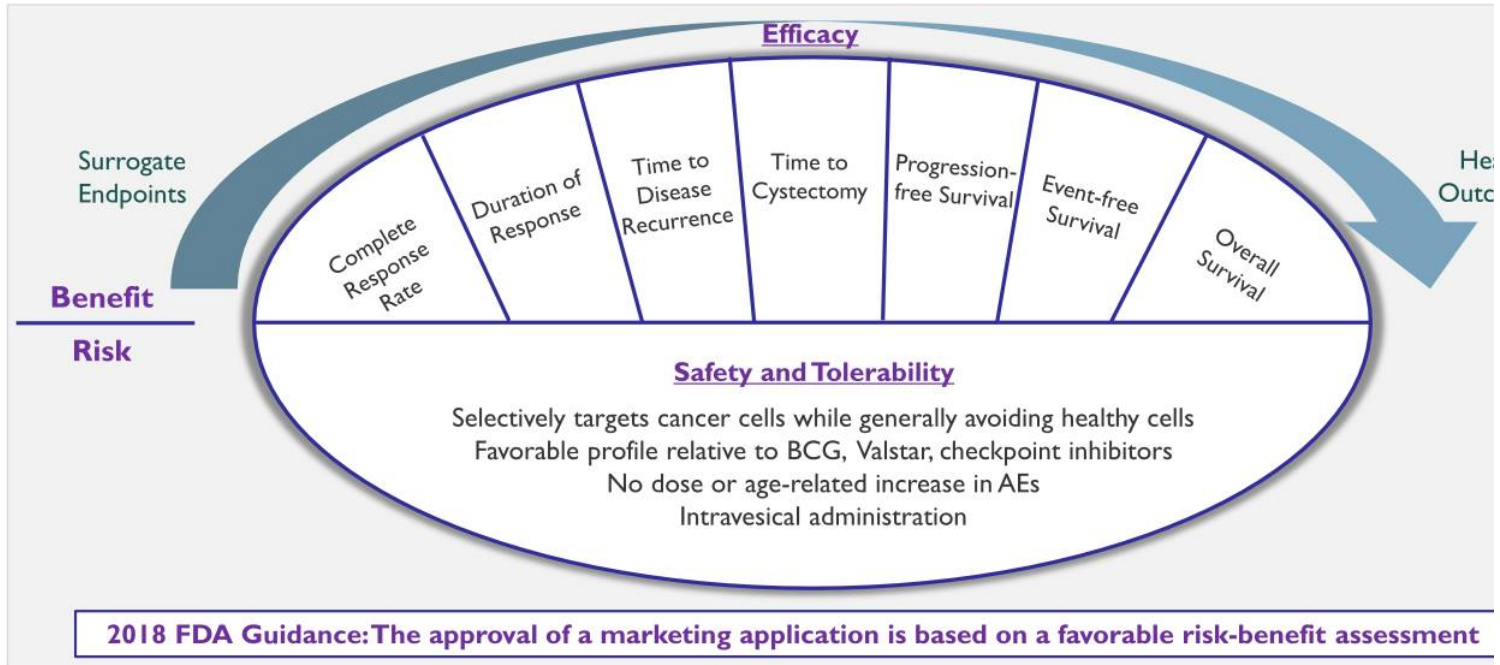 Efficacy
Surrogate
Endpoints
Complete
Response
Rate
Duration of
Response
Time to
Disease
Recurrence
Time to
Cystectomy
Progression-
free Survival
Event-free
Survival
Overall
Survival
Benefit
Risk
Safety and Tolerability
Selectively targets cancer cells while generally avoiding healthy cells
Favorable profile relative to BCG, Valstar, checkpoint inhibitors
No dose or age-related increase in AEs
Intravesical administration
2018 FDA Guidance: The approval of a marketing application is based on a favorable risk-benefit assessment